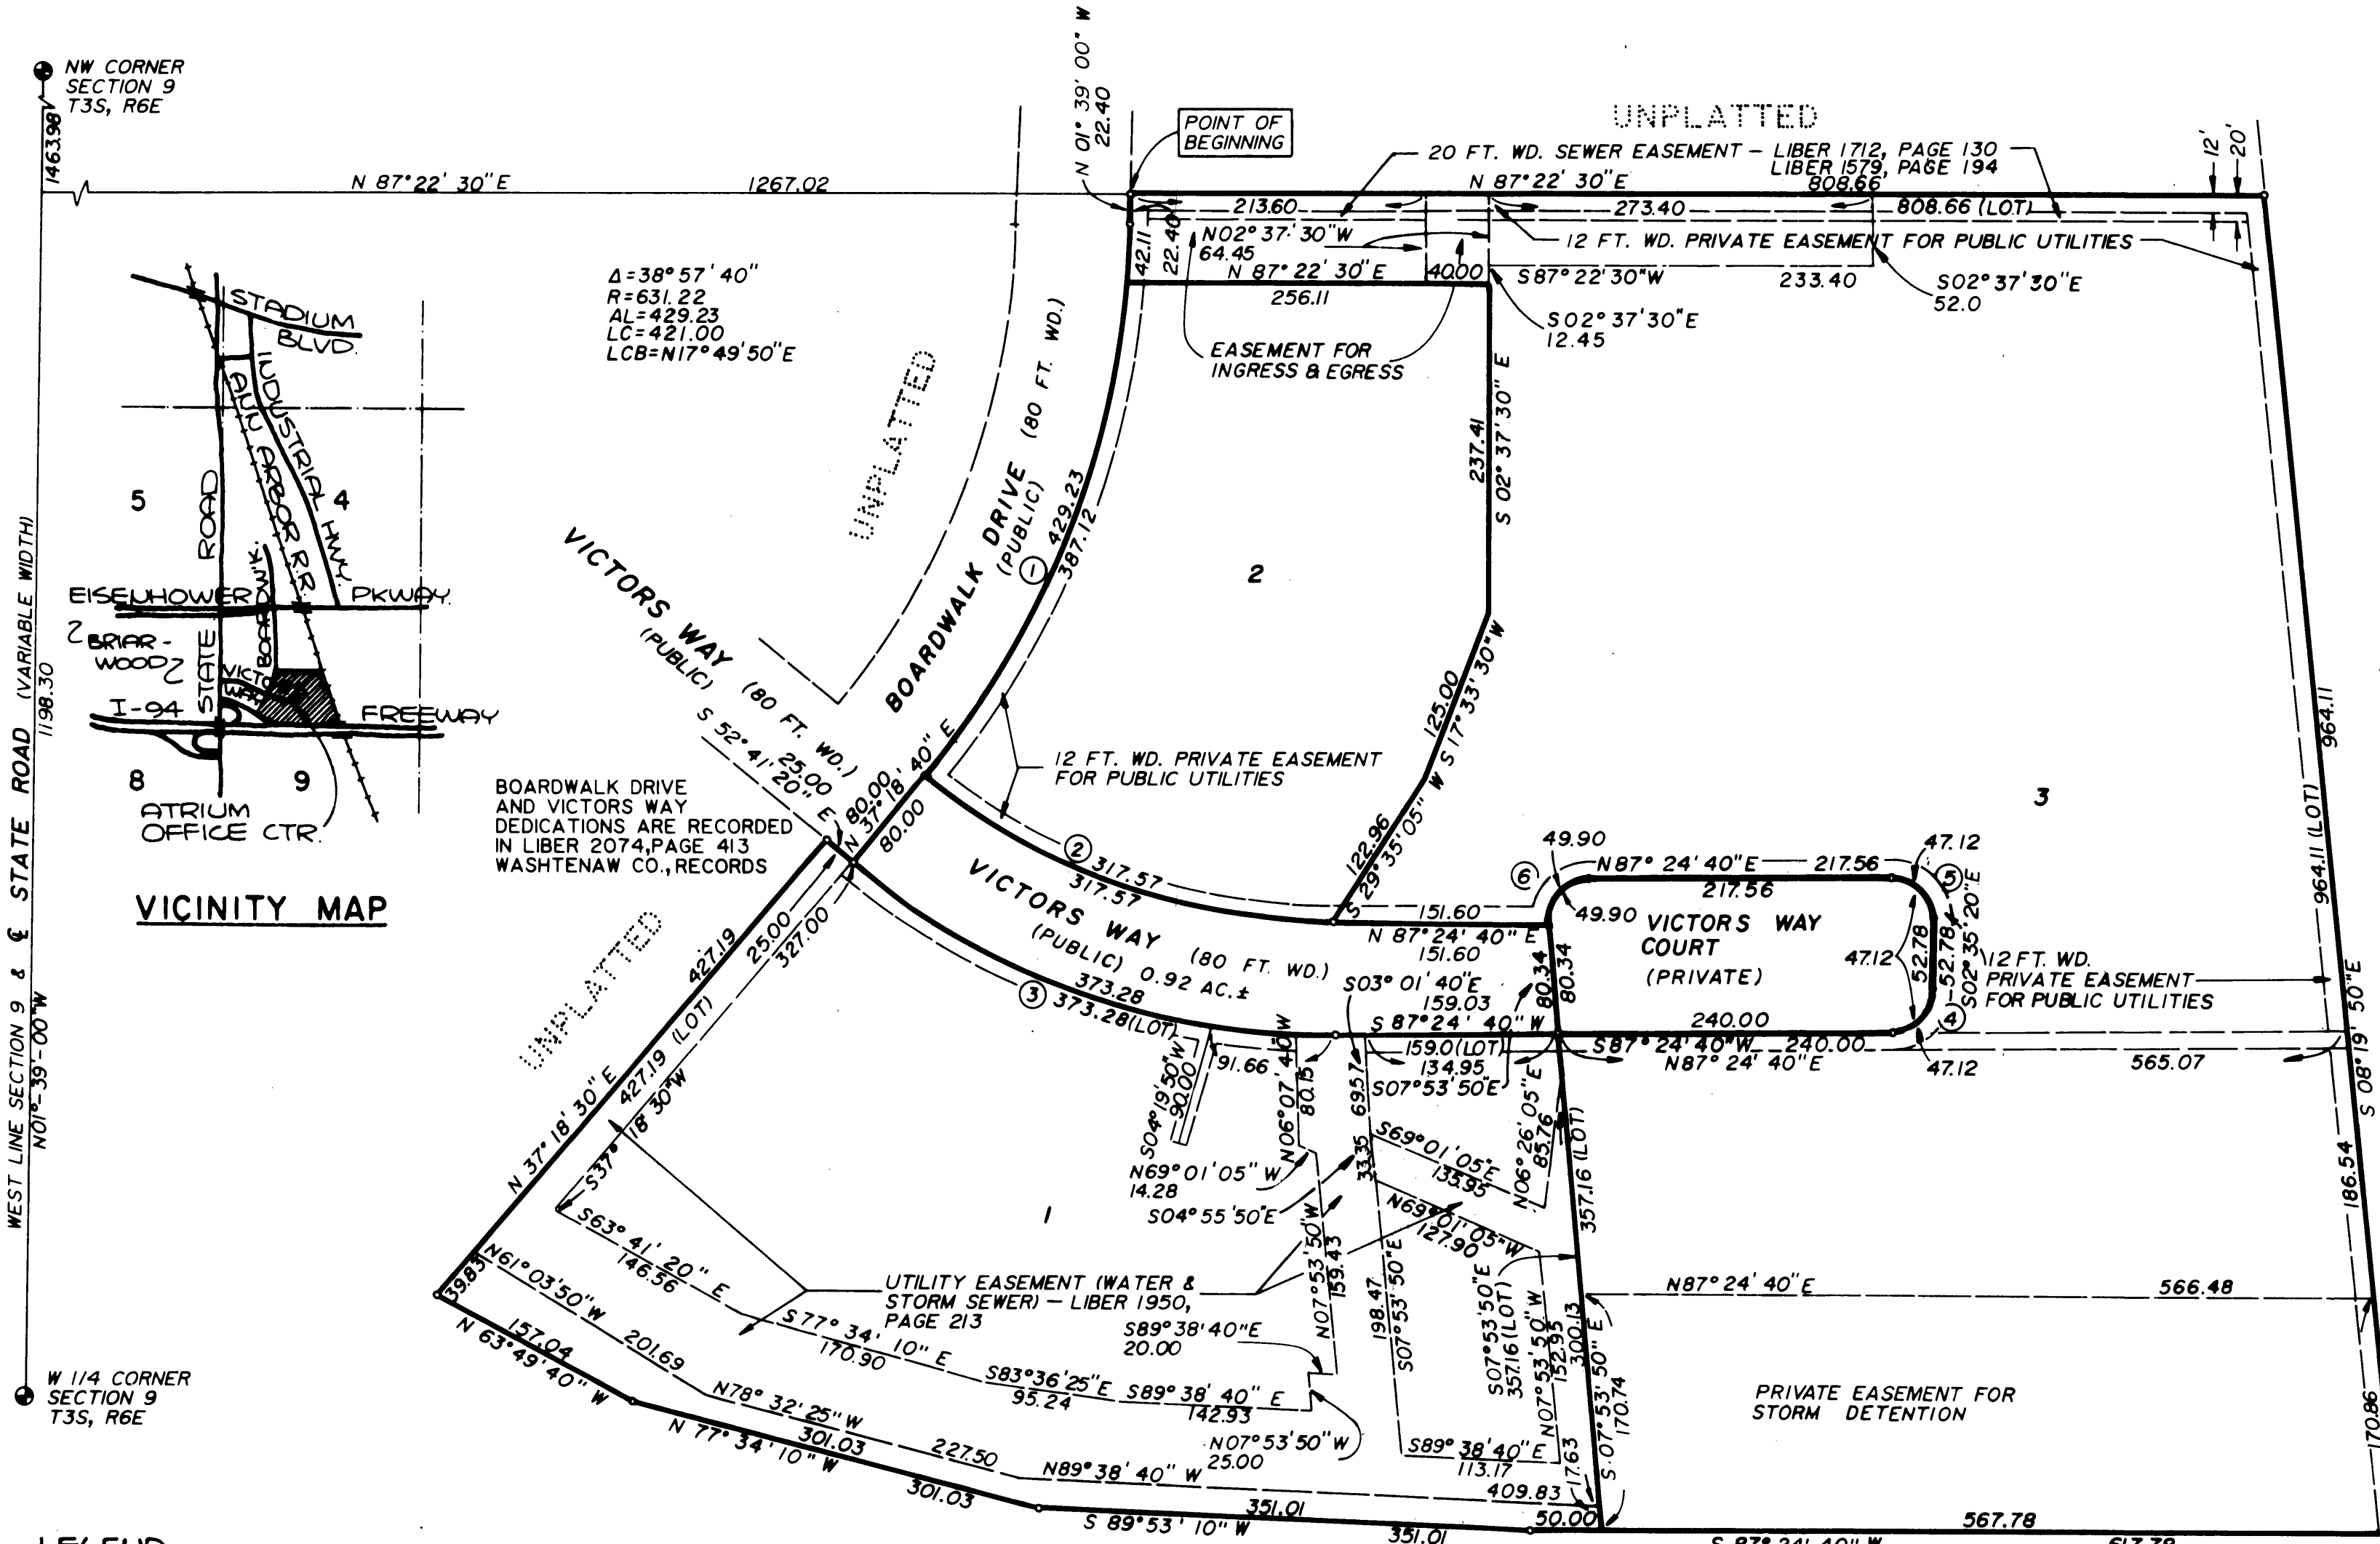 NW CORNER
SECTION 9
T3S, R6E
1463.98
N 87° 22' 30" E
1267.02
N 01° 39' 00" W
22.40
POINT OF
BEGINNING
UNPLATTED
20 FT. WD. SEWER EASEMENT – LIBER 1712, PAGE 130
LIBER 1579, PAGE 194
N 87° 22' 30" E
808.66
12'
20'
213.60
273.40
808.66 (LOT)
42.11
22.40
N02° 37' 30" W
64.45
12 FT. WD. PRIVATE EASEMENT FOR PUBLIC UTILITIES
N 87° 22' 30" E
40.00
S87° 22' 30" W
233.40
S02° 37' 30" E
52.0
256.11
S02° 37' 30" E
12.45
EASEMENT FOR
INGRESS & EGRESS
Δ = 38° 57' 40"
R = 631.22
AL = 429.23
LC = 421.00
LCB = N17° 49' 50" E
STADIUM
BLVD.
INDUSTRIAL HWY.
ANN ARBOR R.R.
5
4
ROAD
EISENHOWER
PKWAY.
BOARDWK.
BRIAR-
WOOD
STATE
VICTORS
WAY
I-94
FREEWAY
8
9
ATRIUM
OFFICE CTR.
VICINITY MAP
WEST LINE SECTION 9 & ℄ STATE ROAD (VARIABLE WIDTH)
N01°-39-00" W
1198.30
W 1/4 CORNER
SECTION 9
T3S, R6E
UNPLATTED
BOARDWALK DRIVE (80 FT. WD.)
(PUBLIC)
1
429.23
387.12
2
237.41
S 02° 37' 30" E
VICTORS WAY
(PUBLIC)
(80 FT. WD.)
25.00
S 52° 41' 20" E
80.00
N 37° 18' 40" E
80.00
12 FT. WD. PRIVATE EASEMENT
FOR PUBLIC UTILITIES
125.00
S 17° 33' 30" W
122.96
S 29° 35' 05" W
BOARDWALK DRIVE
AND VICTORS WAY
DEDICATIONS ARE RECORDED
IN LIBER 2074, PAGE 413
WASHTENAW CO., RECORDS
3
964.11
964.11 (LOT)
2
317.57
317.57
VICTORS WAY (80 FT. WD.)
(PUBLIC) 0.92 AC.±
373.28
3
373.28 (LOT)
151.60
N 87° 24' 40" E
151.60
6
49.90
49.90
N87° 24' 40" E
217.56
217.56
47.12
5
VICTORS WAY
COURT
(PRIVATE)
47.12
52.78
52.78
S02° 35' 20" E
12 FT. WD.
PRIVATE EASEMENT
FOR PUBLIC UTILITIES
80.34
80.34
S03° 01' 40" E
159.03
S 87° 24' 40" W
159.0 (LOT)
134.95
S07° 53' 50" E
240.00
S87° 24' 40" W
240.00
N87° 24' 40" E
4
47.12
565.07
S 08° 19' 50" E
186.54
UNPLATTED
427.19
25.00
327.00
427.19 (LOT)
N 37° 18' 30" E
S37° 18' 30" W
S04° 19' 50" W
90.00
91.66
N06° 07' 40" W
80.15
69.57
33.35
S69° 01' 05" E
135.95
N06° 26' 05" E
85.76
357.16 (LOT)
N69° 01' 05" W
14.28
S04° 55' 50" E
N69° 01' 05" W
127.90
1
S63° 41' 20" E
146.56
UTILITY EASEMENT (WATER &
STORM SEWER) – LIBER 1950,
PAGE 213
N07° 53' 50" W
159.43
198.47
S07° 53' 50" E
S07° 53' 50" E
357.16 (LOT)
N07° 53' 50" W
152.95
300.13
S 07° 53' 50" E
170.74
N87° 24' 40" E
566.48
39.83
N61° 03' 50" W
201.69
157.04
N 63° 49' 40" W
S 77° 34' 10" E
170.90
S89° 38' 40" E
20.00
S83° 36' 25" E
95.24
S89° 38' 40" E
142.93
N07° 53' 50" W
25.00
PRIVATE EASEMENT FOR
STORM DETENTION
170.86
N78° 32' 25" W
227.50
301.03
N 77° 34' 10" W
301.03
N89° 38' 40" W
S89° 38' 40" E
113.17
409.83
17.63
351.01
S 89° 53' 10" W
351.01
50.00
567.78
S 87° 24' 40" W
617.78
LEGEND